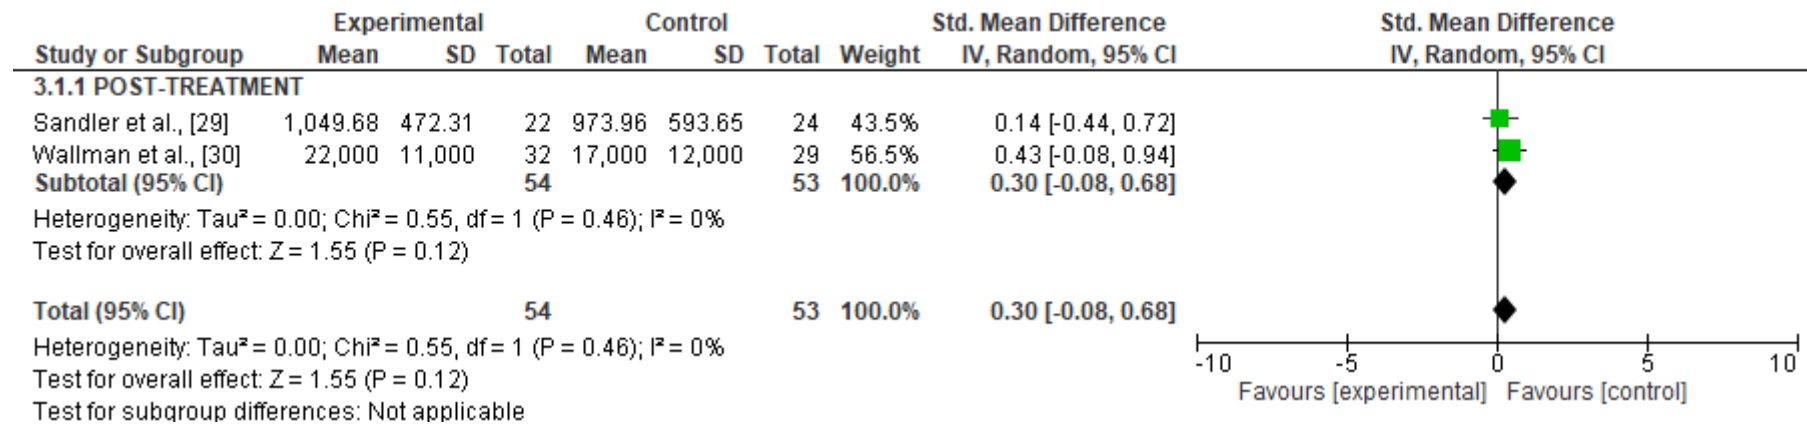 Experimental Control Std. Mean Difference Std. Mean Difference
Study or Subgroup Mean SD Total Mean SD Total Weight IV, Random, 95% CI IV, Random, 95% CI
3.1.1 POST-TREATMENT
Sandler et al., [29] 1,049.68 472.31 22 973.96 593.65 24 43.5% 0.14 [-0.44, 0.72]
Wallman et al., [30] 22,000 11,000 32 17,000 12,000 29 56.5% 0.43 [-0.08, 0.94]
Subtotal (95% CI) 54 53 100.0% 0.30 [-0.08, 0.68]
Heterogeneity: Tau² = 0.00; Chi² = 0.55, df = 1 (P = 0.46); I² = 0%
Test for overall effect: Z = 1.55 (P = 0.12)
Total (95% CI) 54 53 100.0% 0.30 [-0.08, 0.68]
Heterogeneity: Tau² = 0.00; Chi² = 0.55, df = 1 (P = 0.46); I² = 0%
Test for overall effect: Z = 1.55 (P = 0.12)
Test for subgroup differences: Not applicable
-10 -5 0 5 10
Favours [experimental] Favours [control]